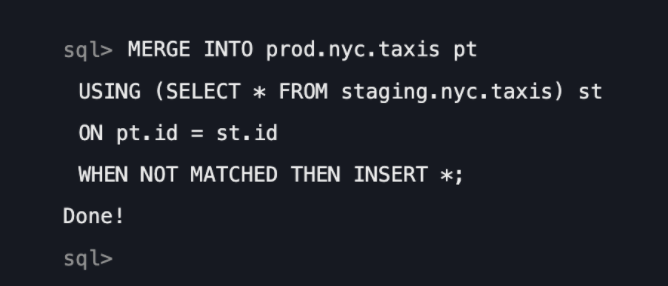 sql> MERGE INTO prod.nyc.taxis pt
USING (SELECT * FROM staging.nyc.taxis) st
ON pt.id = st.id
WHEN NOT MATCHED THEN INSERT *;
Done!
sql>